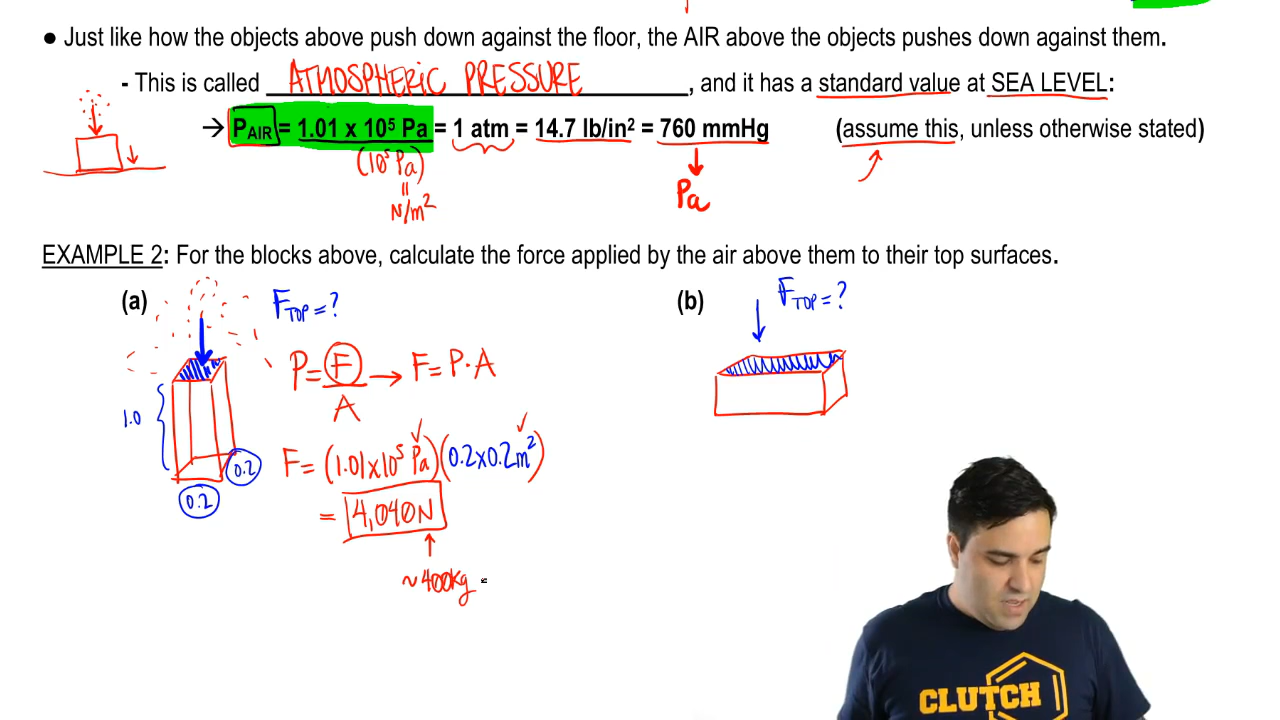 ● Just like how the objects above push down against the floor, the AIR above the objects pushes down against them.
- This is called ATMOSPHERIC PRESSURE, and it has a standard value at SEA LEVEL:
→ PAIR = 1.01 x 10⁵ Pa = 1 atm = 14.7 lb/in² = 760 mmHg (assume this, unless otherwise stated)
(10⁵ Pa)
=
N/m²
Pa
EXAMPLE 2: For the blocks above, calculate the force applied by the air above them to their top surfaces.
(a) FTOP = ?
P = F/A → F = P·A
1.0
0.2
0.2
F = (1.01x10⁵ Pa)(0.2x0.2m²)
= 4,040N
~400kg =
(b) FTOP = ?
CLUTCH